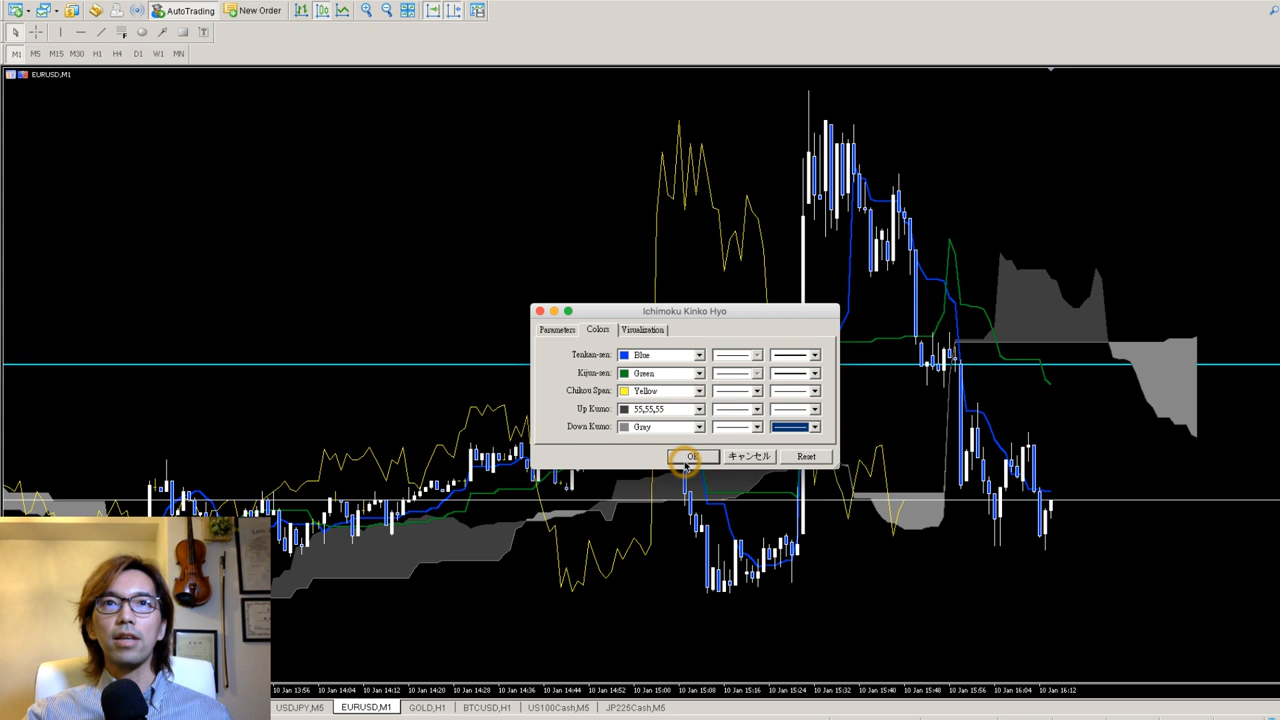 AutoTrading New Order
M1 M5 M15 M30 H1 H4 D1 W1 MN
EURUSD,M1
Ichimoku Kinko Hyo
Parameters Colors Visualization
Tenkan-sen: Blue
Kijun-sen: Green
Chikou Span: Yellow
Up Kumo: 55,55,55
Down Kumo: Gray
OK キャンセル Reset
10 Jan 13:56 10 Jan 14:04 10 Jan 14:12 10 Jan 14:20 10 Jan 14:28 10 Jan 14:36 10 Jan 14:44 10 Jan 14:52 10 Jan 15:00 10 Jan 15:08 10 Jan 15:16 10 Jan 15:24 10 Jan 15:32 10 Jan 15:40 10 Jan 15:48 10 Jan 15:56 10 Jan 16:04 10 Jan 16:12
USDJPY,M5 EURUSD,M1 GOLD,H1 BTCUSD,H1 US100Cash,M5 JP225Cash,M5